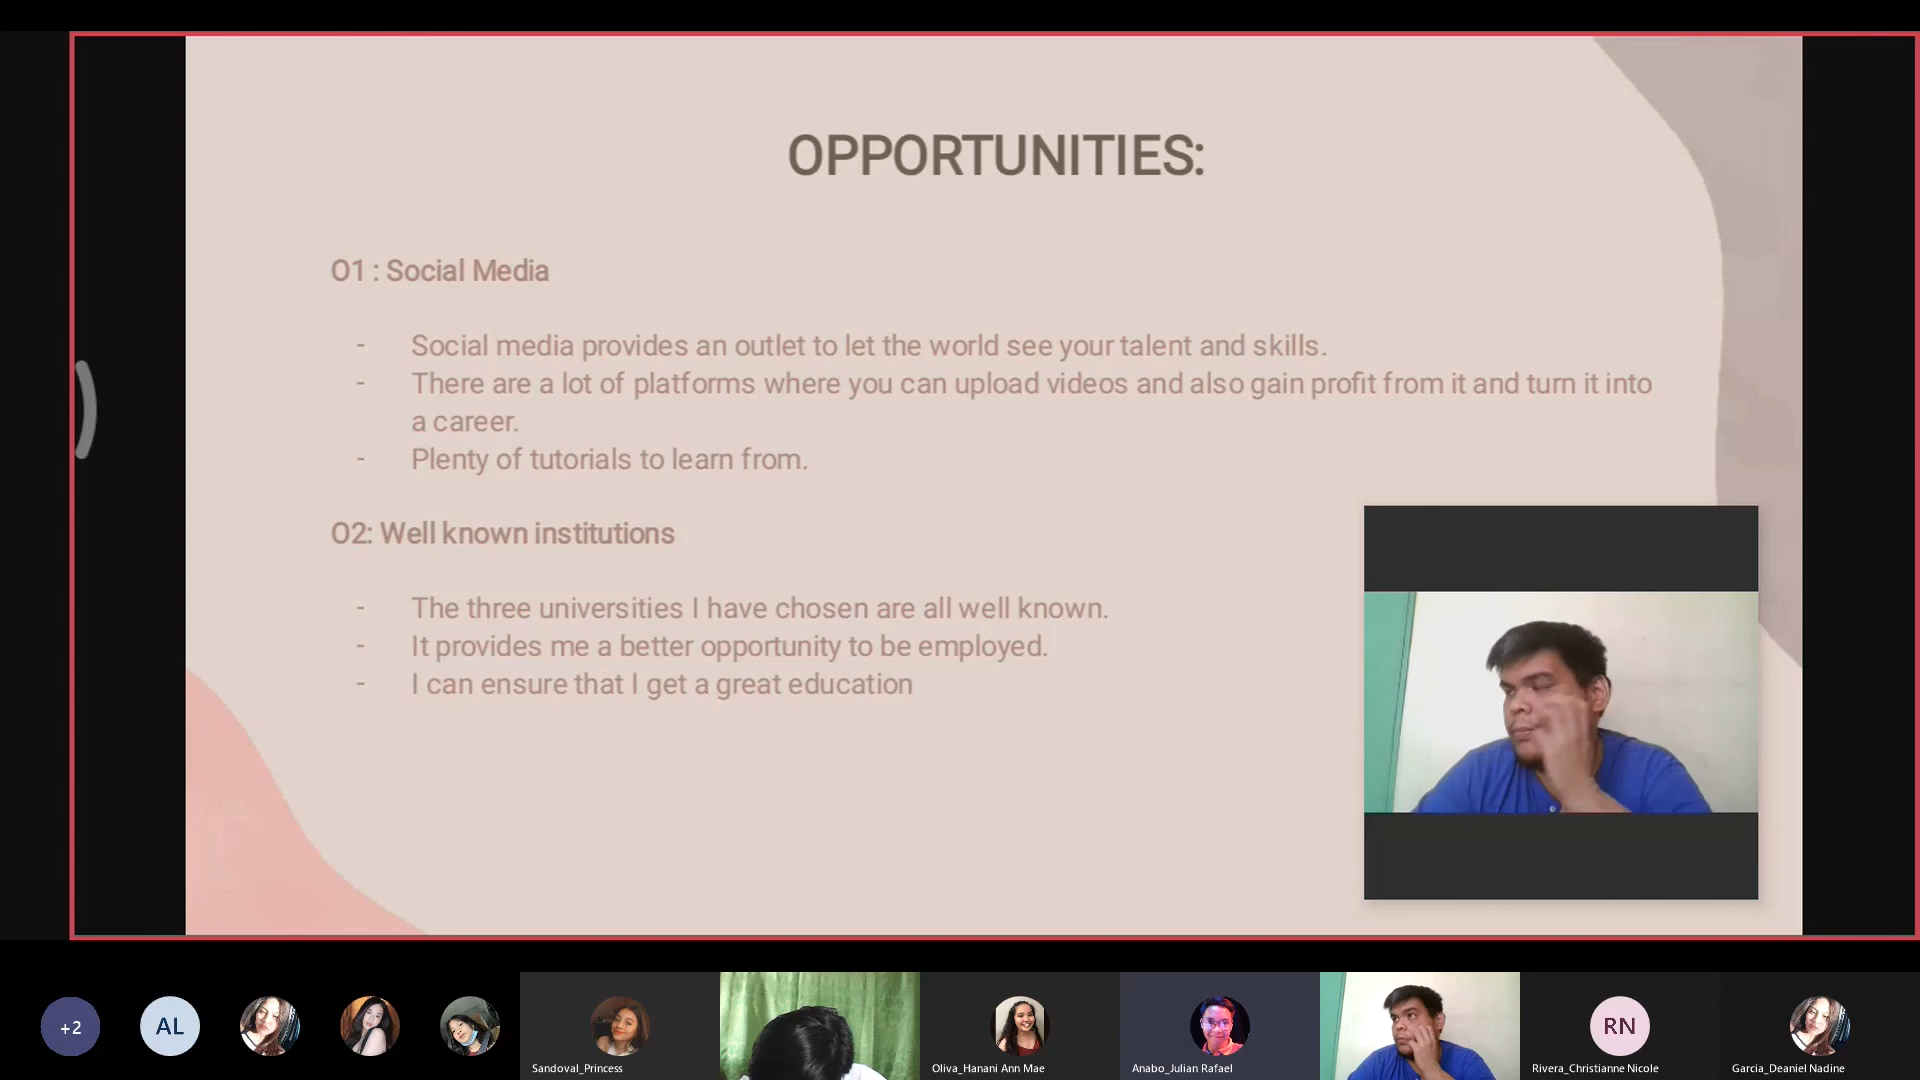 OPPORTUNITIES:
O1 : Social Media
- Social media provides an outlet to let the world see your talent and skills.
- There are a lot of platforms where you can upload videos and also gain profit from it and turn it into
a career.
- Plenty of tutorials to learn from.
O2: Well known institutions
- The three universities I have chosen are all well known.
- It provides me a better opportunity to be employed.
- I can ensure that I get a great education
+2
AL
RN
Sandoval_Princess
Oliva_Hanani Ann Mae
Anabo_Julian Rafael
Rivera_Christianne Nicole
Garcia_Deaniel Nadine